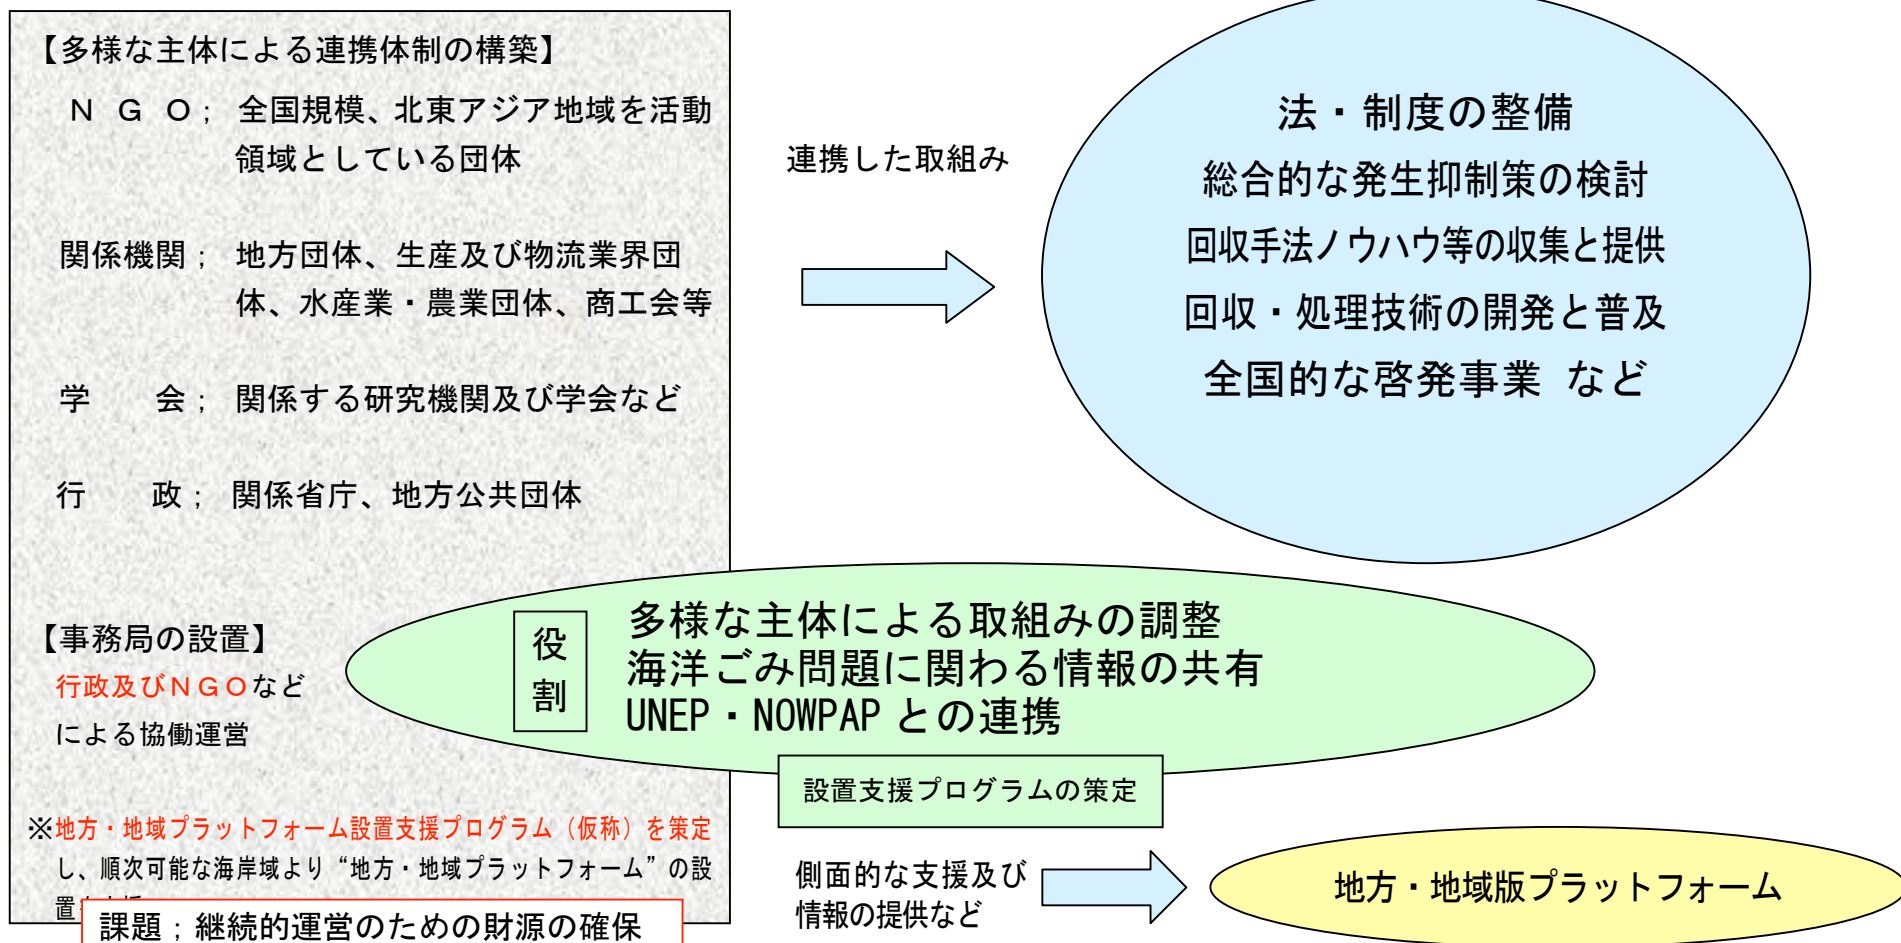 【多様な主体による連携体制の構築】
ＮＧＯ； 全国規模、北東アジア地域を活動
領域としている団体
関係機関； 地方団体、生産及び物流業界団
体、水産業・農業団体、商工会等
学　　会； 関係する研究機関及び学会など
行　　政； 関係省庁、地方公共団体
【事務局の設置】
行政及びＮＧＯなど
による協働運営
※地方・地域プラットフォーム設置支援プログラム（仮称）を策定
し、順次可能な海岸域より“地方・地域プラットフォーム”の設
置
課題；継続的運営のための財源の確保
連携した取組み
法・制度の整備
総合的な発生抑制策の検討
回収手法ノウハウ等の収集と提供
回収・処理技術の開発と普及
全国的な啓発事業 など
役割
多様な主体による取組みの調整
海洋ごみ問題に関わる情報の共有
UNEP・NOWPAPとの連携
設置支援プログラムの策定
側面的な支援及び
情報の提供など
地方・地域版プラットフォーム